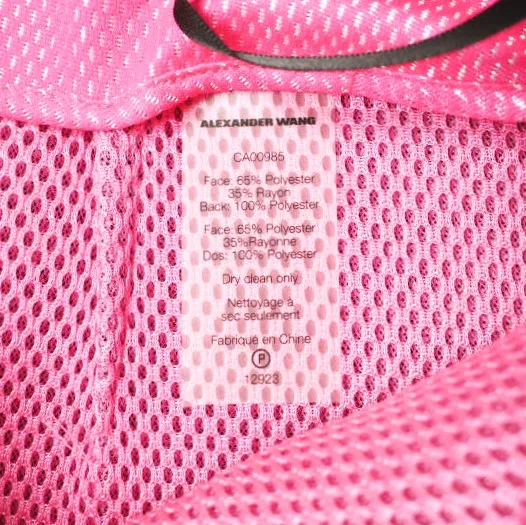 ALEXANDER WANG
CA00985
Face: 65% Polyester
35% Rayon
Back: 100% Polyester
Face: 65% Polyester
35%Rayonne
Dos: 100% Polyester
Dry clean only
Nettoyage à
sec seulement
Fabriqué en Chine
P
12923